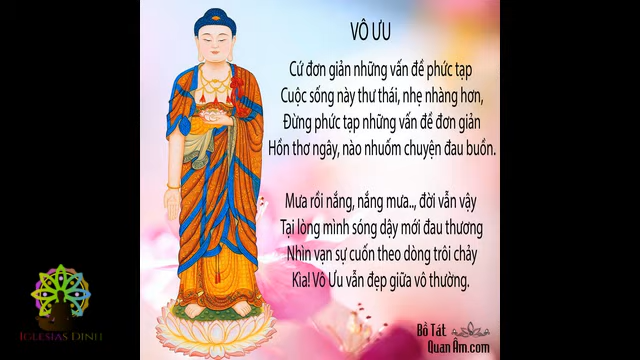 VÔ ƯU
Cứ đơn giản những vấn đề phức tạp
Cuộc sống này thư thái, nhẹ nhàng hơn,
Đừng phức tạp những vấn đề đơn giản
Hồn thơ ngây, nào nhuốm chuyện đau buồn.
Mưa rồi nắng, nắng mưa.., đời vẫn vậy
Tại lòng mình sóng dậy mới đau thương
Nhìn vạn sự cuốn theo dòng trôi chảy
Kìa! Vô Ưu vẫn đẹp giữa vô thường.
Bồ Tát
Quan Âm.com
IGLESIAS DINH